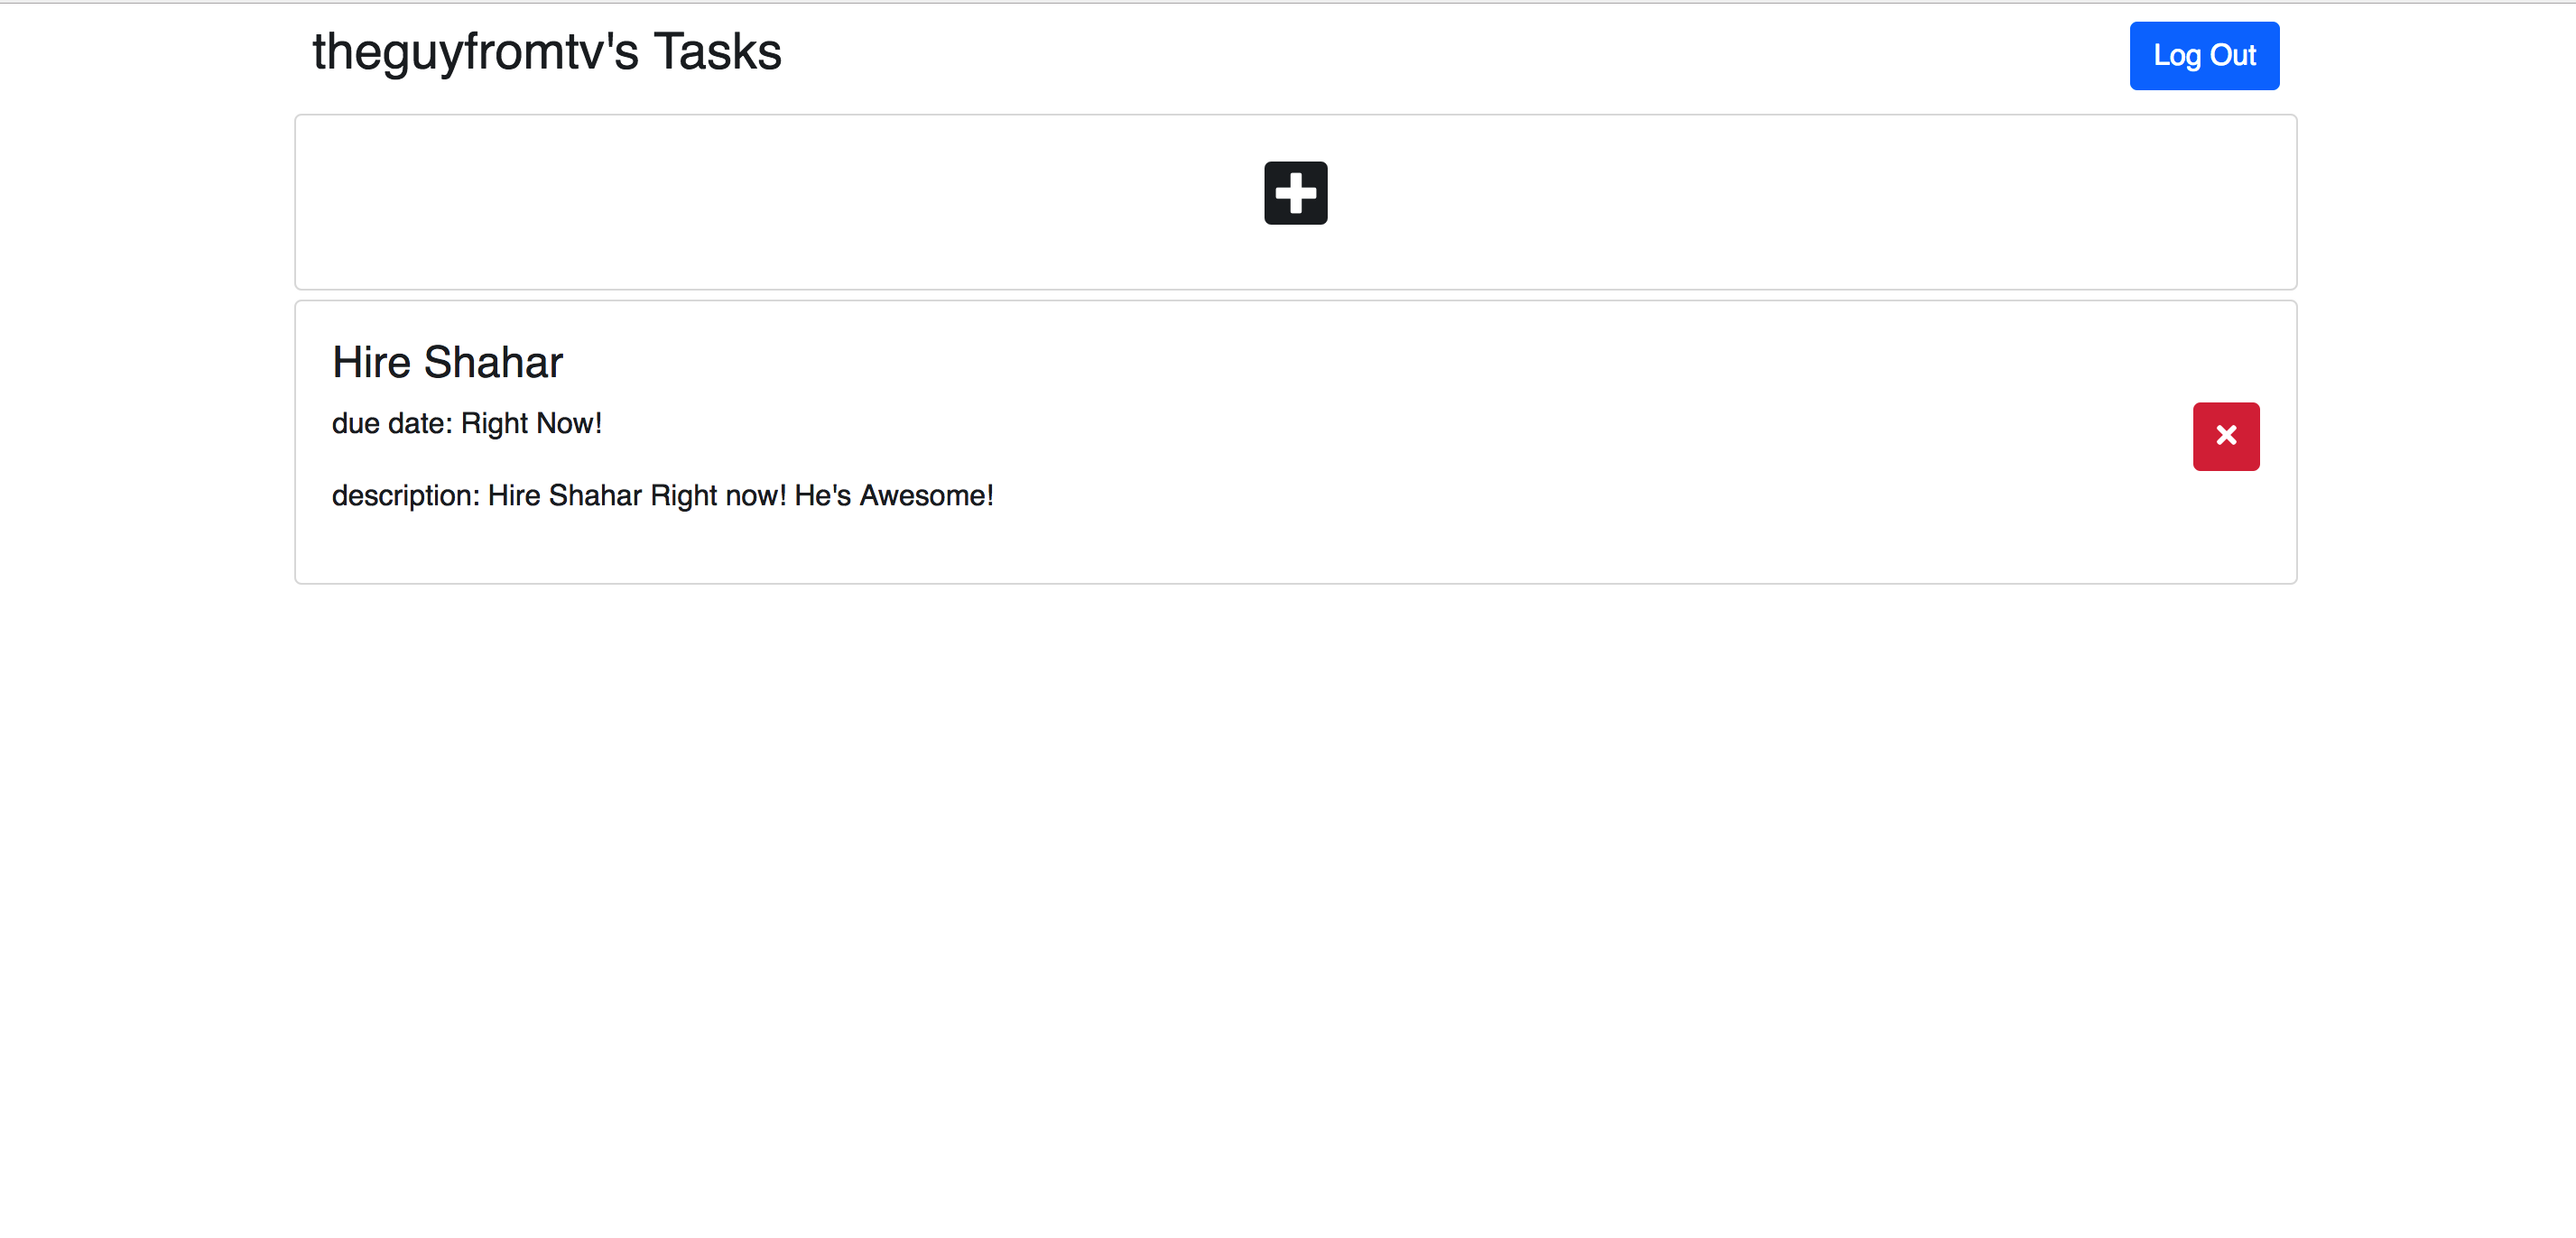 theguyfromtv's Tasks
Log Out
Hire Shahar
due date: Right Now!
description: Hire Shahar Right now! He's Awesome!